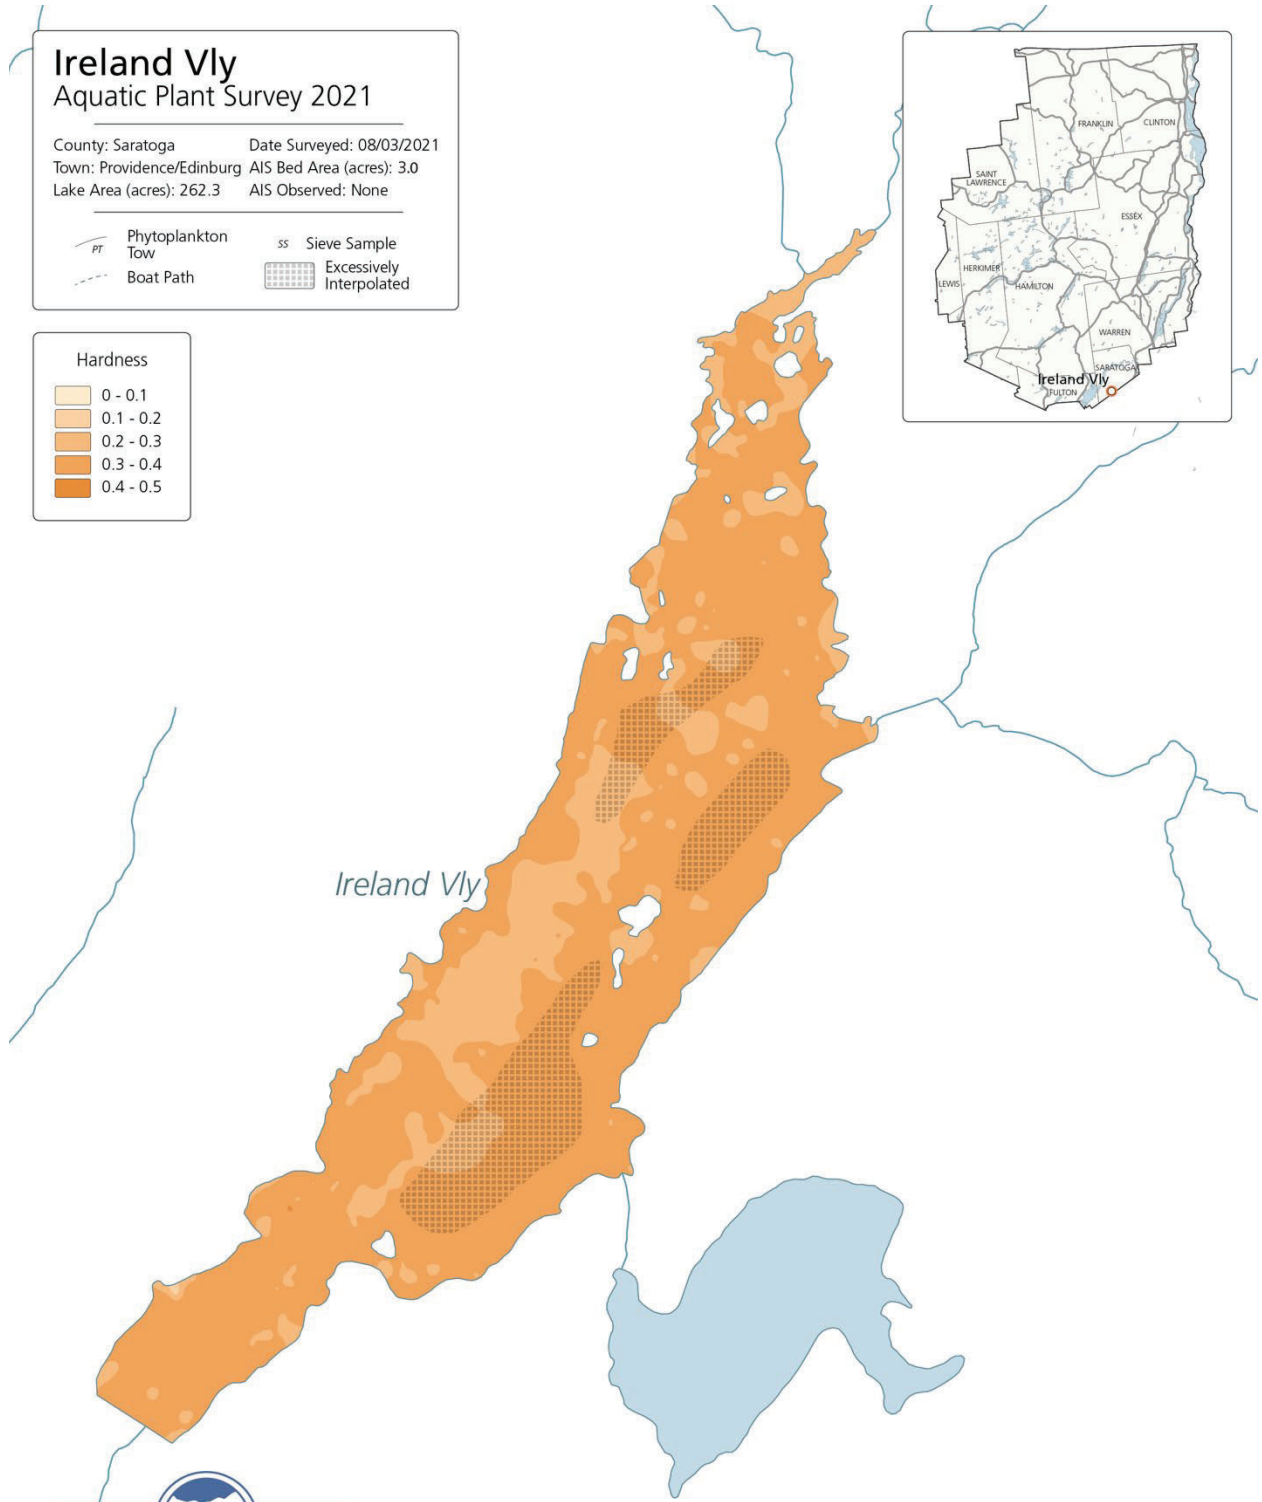 Ireland Vly
Aquatic Plant Survey 2021
County: Saratoga Date Surveyed: 08/03/2021
Town: Providence/Edinburg AIS Bed Area (acres): 3.0
Lake Area (acres): 262.3 AIS Observed: None
PT Phytoplankton Tow
SS Sieve Sample
Boat Path
Excessively Interpolated
Hardness
0 - 0.1
0.1 - 0.2
0.2 - 0.3
0.3 - 0.4
0.4 - 0.5
FRANKLIN
CLINTON
SAINT
LAWRENCE
ESSEX
HERKIMER
LEWIS
HAMILTON
WARREN
SARATOGA
Ireland Vly
FULTON
Ireland Vly